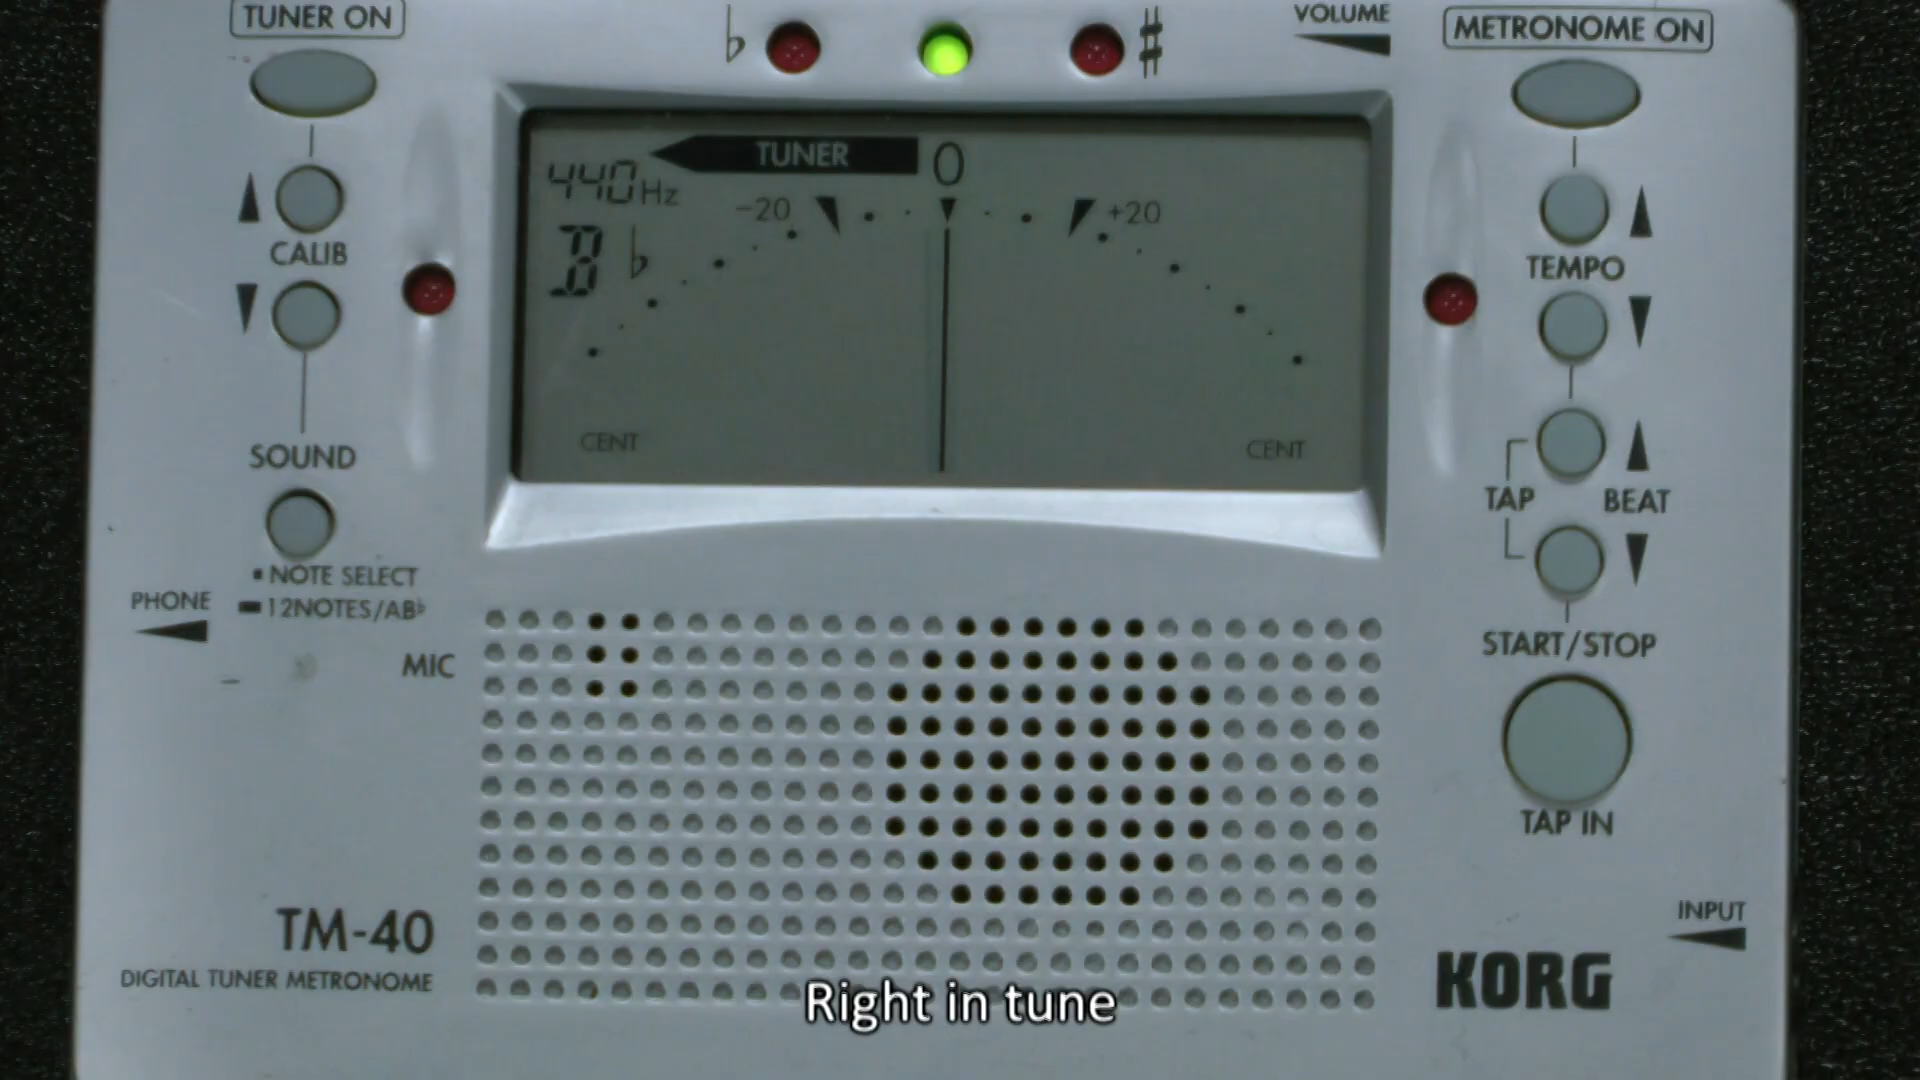 TUNER ON
♭
♯
VOLUME
METRONOME ON
TUNER
0
440Hz
-20
+20
B♭
CENT
CENT
CALIB
SOUND
NOTE SELECT
12NOTES/AB♭
PHONE
MIC
TEMPO
TAP
BEAT
START/STOP
TAP IN
INPUT
TM-40
DIGITAL TUNER METRONOME
KORG
Right in tune